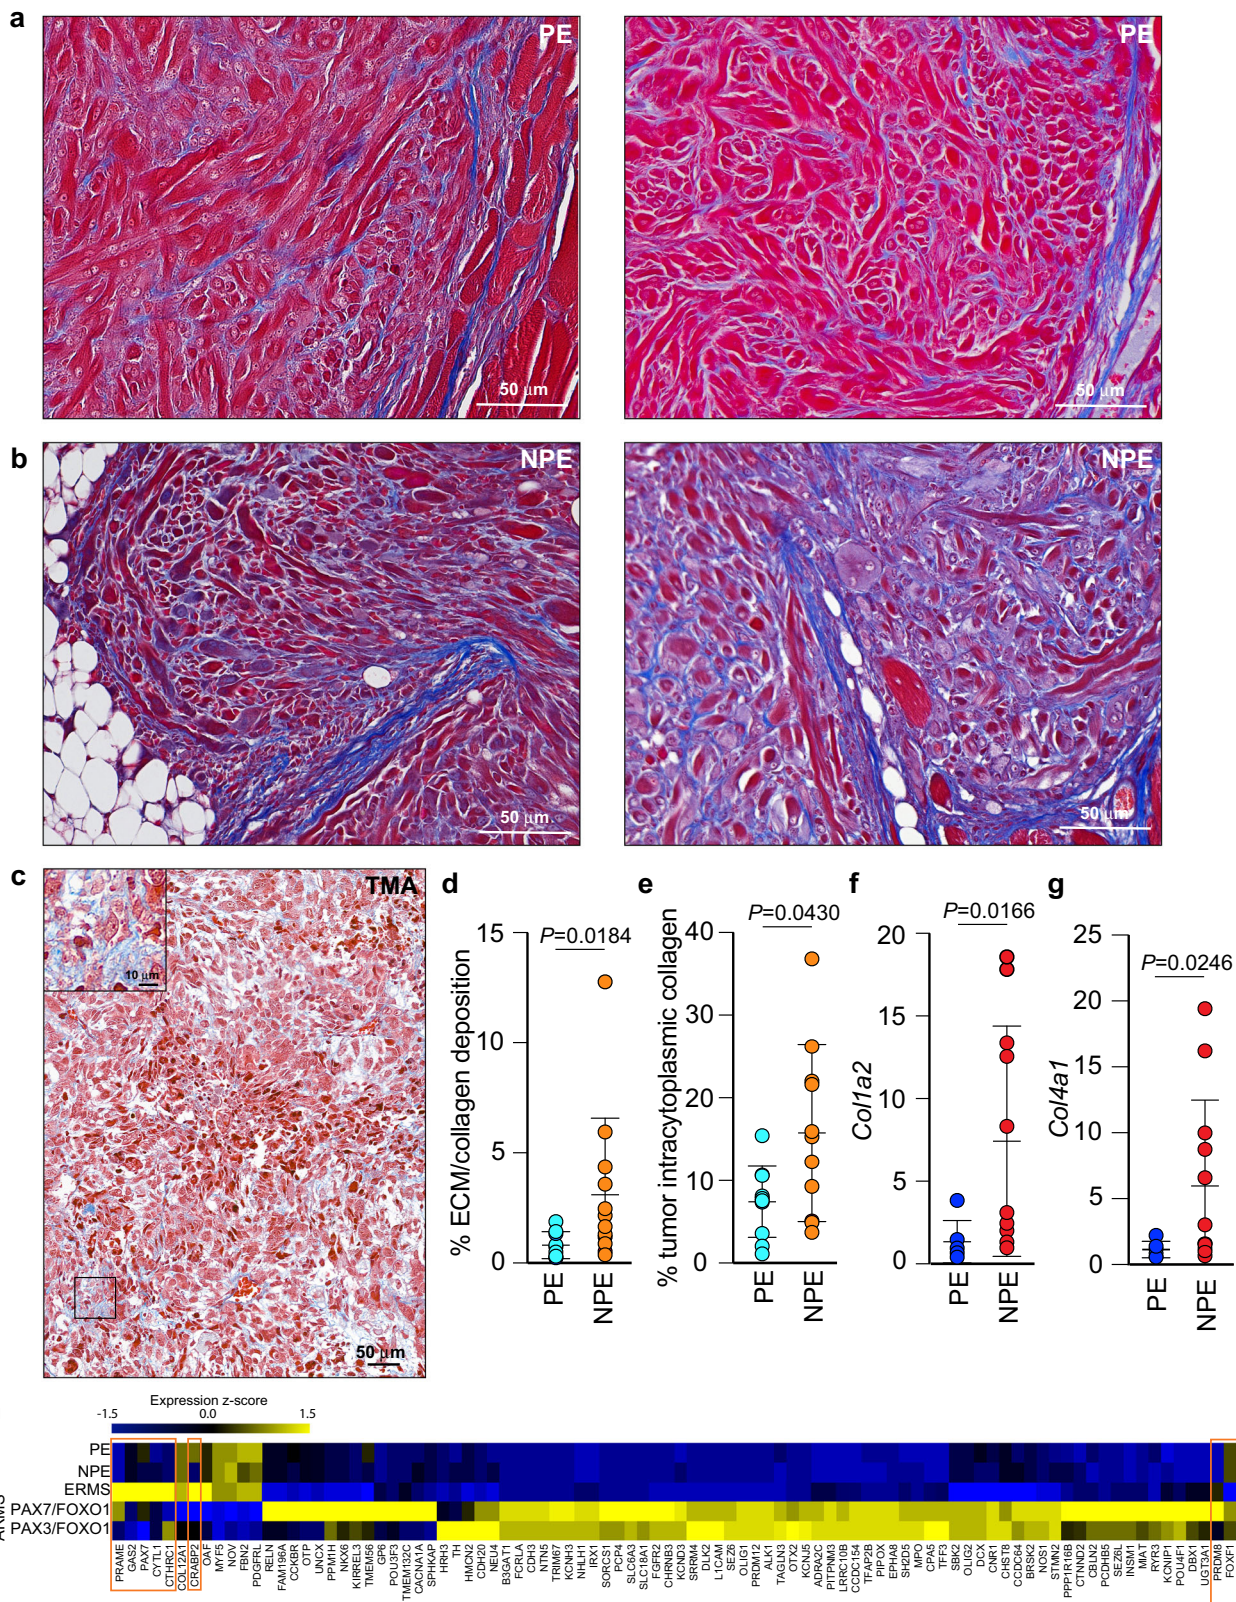 a
PE
PE
50 μm
50 μm
b
NPE
NPE
50 μm
50 μm
c
TMA
10 μm
50 μm
d
P=0.0184
% ECM/collagen deposition
15
10
5
0
PE
NPE
e
P=0.0430
% tumor intracytoplasmic collagen
40
30
20
10
0
PE
NPE
f
P=0.0166
Col1a2
20
15
10
5
0
PE
NPE
g
P=0.0246
Col4a1
25
20
15
10
5
0
PE
NPE
Expression z-score
-1.5 0.0 1.5
PE
NPE
ERMS
PAX7/FOXO1
PAX3/FOXO1
PRAME
GAS2
PAX7
CYTL1
CTHRC1
COL12A1
CRABP2
OAF
MYF5
NOV
FBN2
PDGFRL
RELN
FAM196A
CCKBR
OTC
UNCX
PPM1H
NKX6
KIRREL3
TMEM56
GP6
POU3F3
TMEM132C
CACNA1A
SPHKAP
HRH3
TH
HMCN2
CDH20
NEU4
B3GAT1
FCRLA
CDH3
NTN5
TRIM67
KCNH3
NHLH1
IRX1
SORCS1
PCP4
SLC6A3
SLC18A1
FGFR2
CHRNB3
KCND3
SRRM4
DLK2
L1CAM
SEZ6
OLIG1
PRDM12
ALK1
TAGLN3
OTX2
KCNJ5
ADRA2C
PITPNM3
LRRC10B
CCDC154
TFAP2B
PIPOX
EPHA8
SH2D5
MPO
CPA5
TFF3
SBK2
OLIG2
DCX
CNR1
CHST8
CCDC64
BRSK2
NOS1
STMN2
PPP1R16B
CTNND2
CBLN2
PCDHB5
SEZ6L
INSM1
MIAT
RYR3
KCNIP1
POU4F1
DBX1
UGT3A1
PRDM8
FOXF1